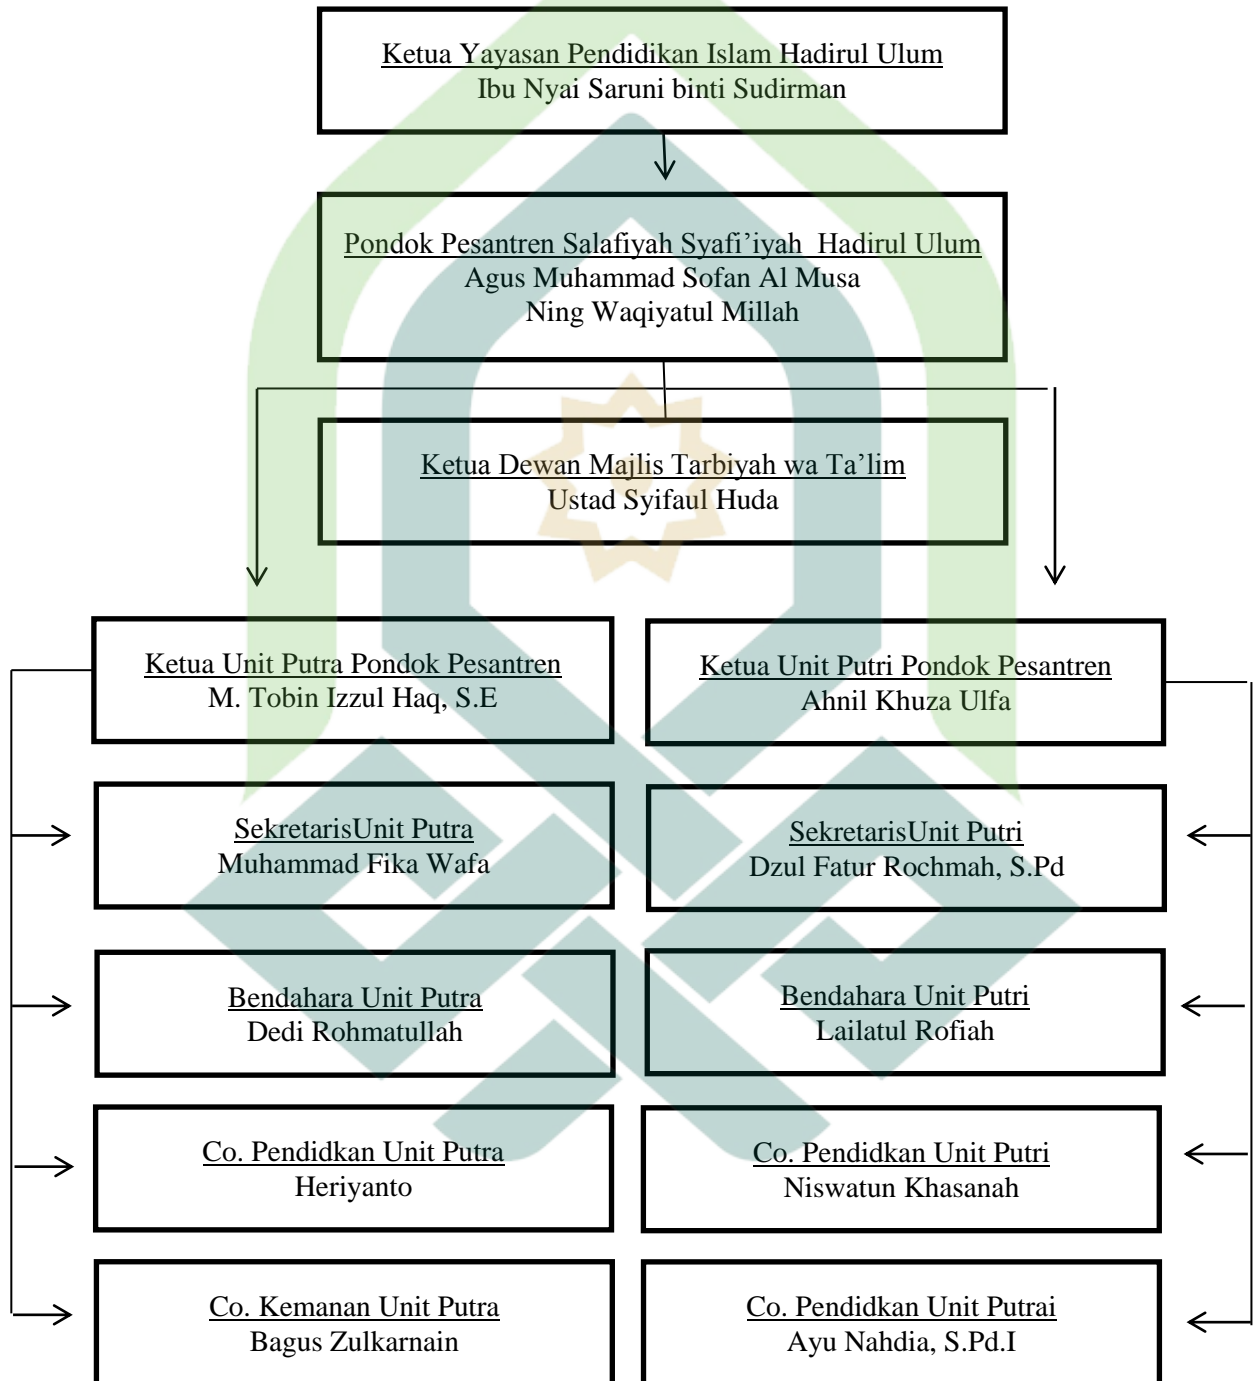 Ketua Yayasan Pendidikan Islam Hadirul Ulum
Ibu Nyai Saruni binti Sudirman
Pondok Pesantren Salafiyah Syafi’iyah  Hadirul Ulum
Agus Muhammad Sofan Al Musa
Ning Waqiyatul Millah
Ketua Dewan Majlis Tarbiyah wa Ta’lim
Ustad Syifaul Huda
Ketua Unit Putra Pondok Pesantren
M. Tobin Izzul Haq, S.E
Ketua Unit Putri Pondok Pesantren
Ahnil Khuza Ulfa
SekretarisUnit Putra
Muhammad Fika Wafa
SekretarisUnit Putri
Dzul Fatur Rochmah, S.Pd
Bendahara Unit Putra
Dedi Rohmatullah
Bendahara Unit Putri
Lailatul Rofiah
Co. Pendidkan Unit Putra
Heriyanto
Co. Pendidkan Unit Putri
Niswatun Khasanah
Co. Kemanan Unit Putra
Bagus Zulkarnain
Co. Pendidkan Unit Putrai
Ayu Nahdia, S.Pd.I